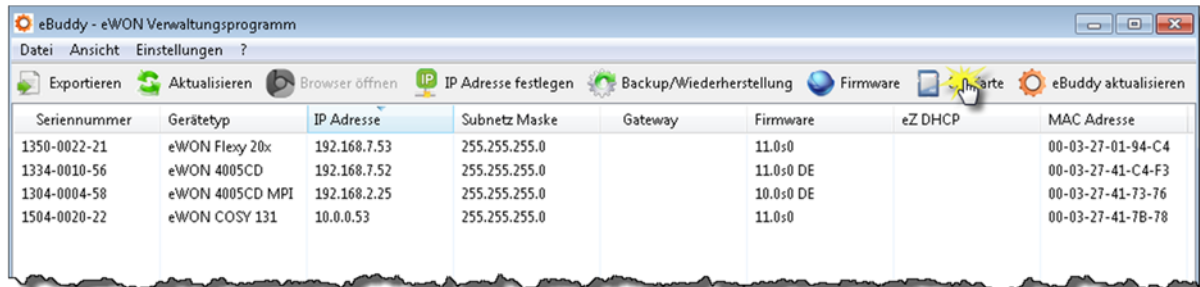 eBuddy - eWON Verwaltungsprogramm
Datei Ansicht Einstellungen ?
Exportieren Aktualisieren Browser öffnen IP IP Adresse festlegen Backup/Wiederherstellung Firmware eBuddy aktualisieren
Seriennummer Gerätetyp IP Adresse Subnetz Maske Gateway Firmware eZ DHCP MAC Adresse
1350-0022-21 eWON Flexy 20x 192.168.7.53 255.255.255.0 11.0s0 00-03-27-01-94-C4
1334-0010-56 eWON 4005CD 192.168.7.52 255.255.255.0 11.0s0 DE 00-03-27-41-C4-F3
1304-0004-58 eWON 4005CD MPI 192.168.2.25 255.255.255.0 10.0s0 DE 00-03-27-41-73-76
1504-0020-22 eWON COSY 131 10.0.0.53 255.255.255.0 11.0s0 00-03-27-41-7B-78